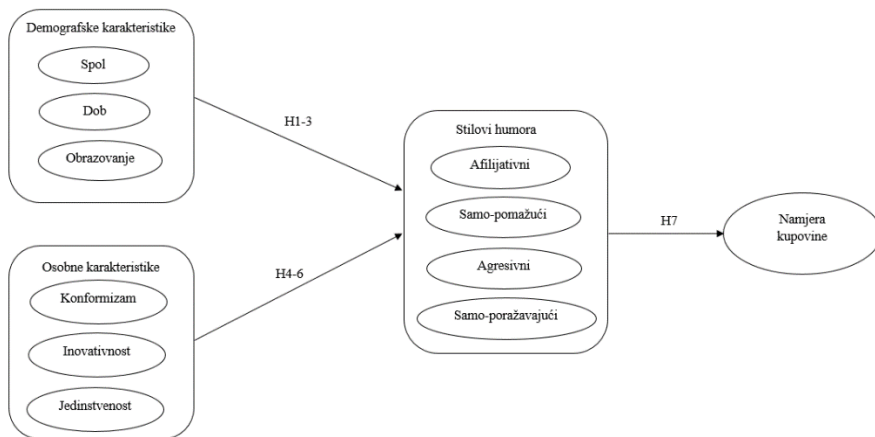 Demografske karakteristike
Spol
Dob
Obrazovanje
H1-3
Osobne karakteristike
Konformizam
Inovativnost
Jedinstvenost
H4-6
Stilovi humora
Afilijativni
Samo-pomažući
Agresivni
Samo-poražavajući
H7
Namjera
kupovine